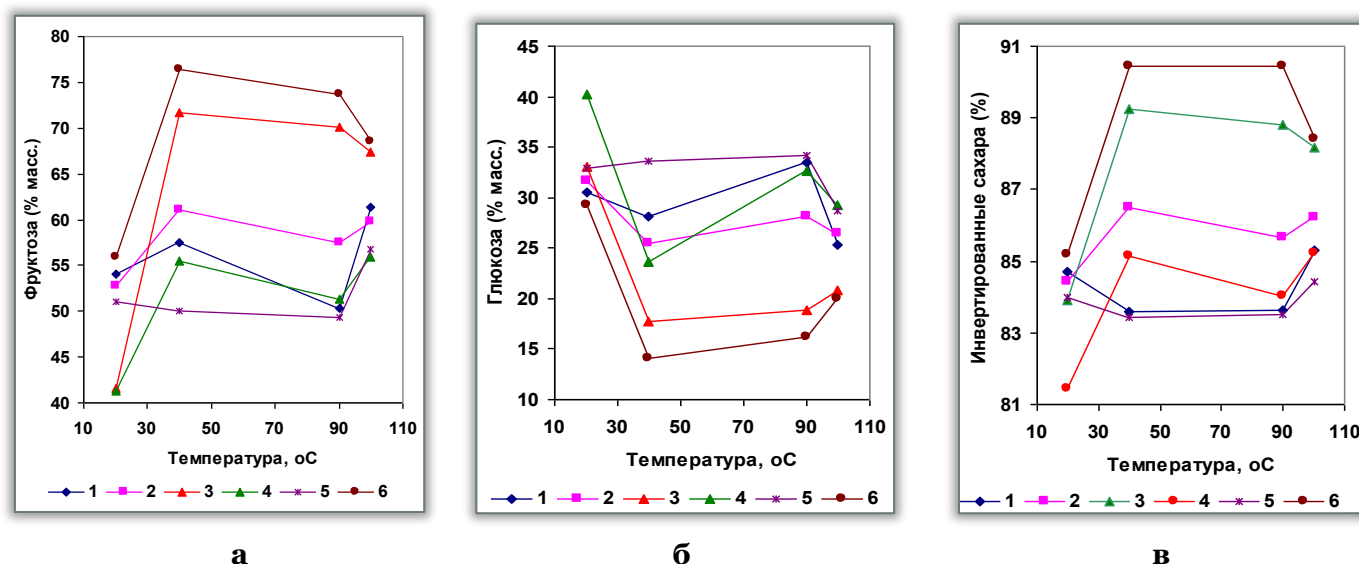 Фруктоза (% масс.)
80
75
70
65
60
55
50
45
40
10 30 50 70 90 110
Температура, оС
1 2 3 4 5 6
а
Глюкоза (% масс.)
45
40
35
30
25
20
15
10
10 30 50 70 90 110
Температура, оС
1 2 3 4 5 6
б
Инвертированные сахара (%)
91
89
87
85
83
81
10 30 50 70 90 110
Температура, оС
1 2 3 4 5 6
в